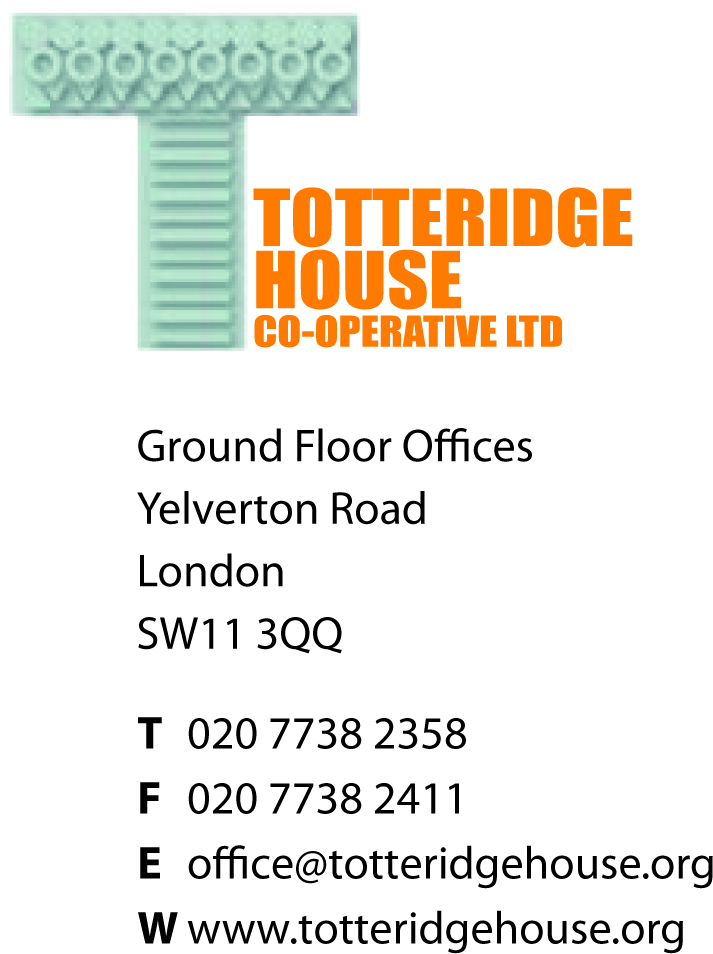 TOTTERIDGE
HOUSE
CO-OPERATIVE LTD
Ground Floor Offices
Yelverton Road
London
SW11 3QQ
T 020 7738 2358
F 020 7738 2411
E office@totteridgehouse.org
W www.totteridgehouse.org